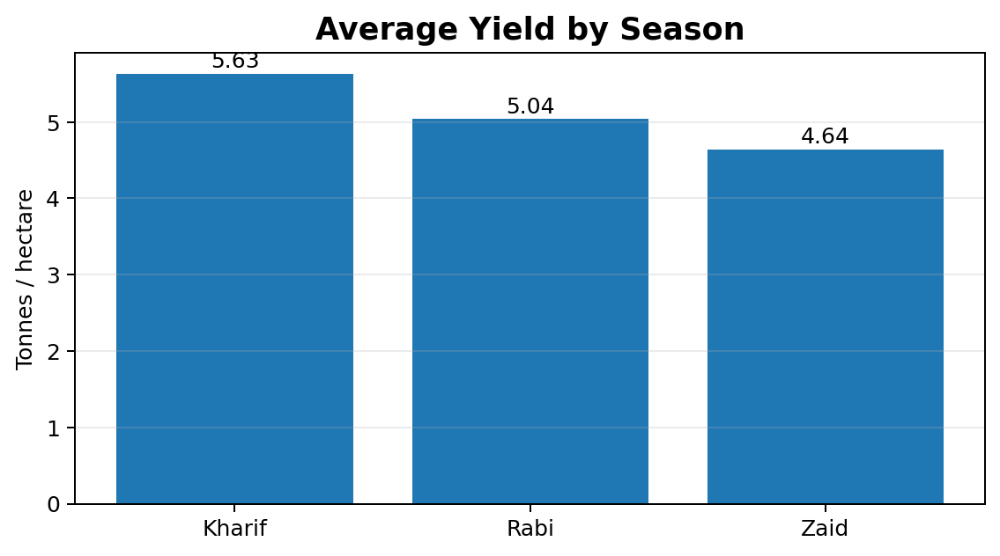 Average Yield by Season
5.63
5.04
4.64
Tonnes / hectare
5
4
3
2
1
0
Kharif
Rabi
Zaid